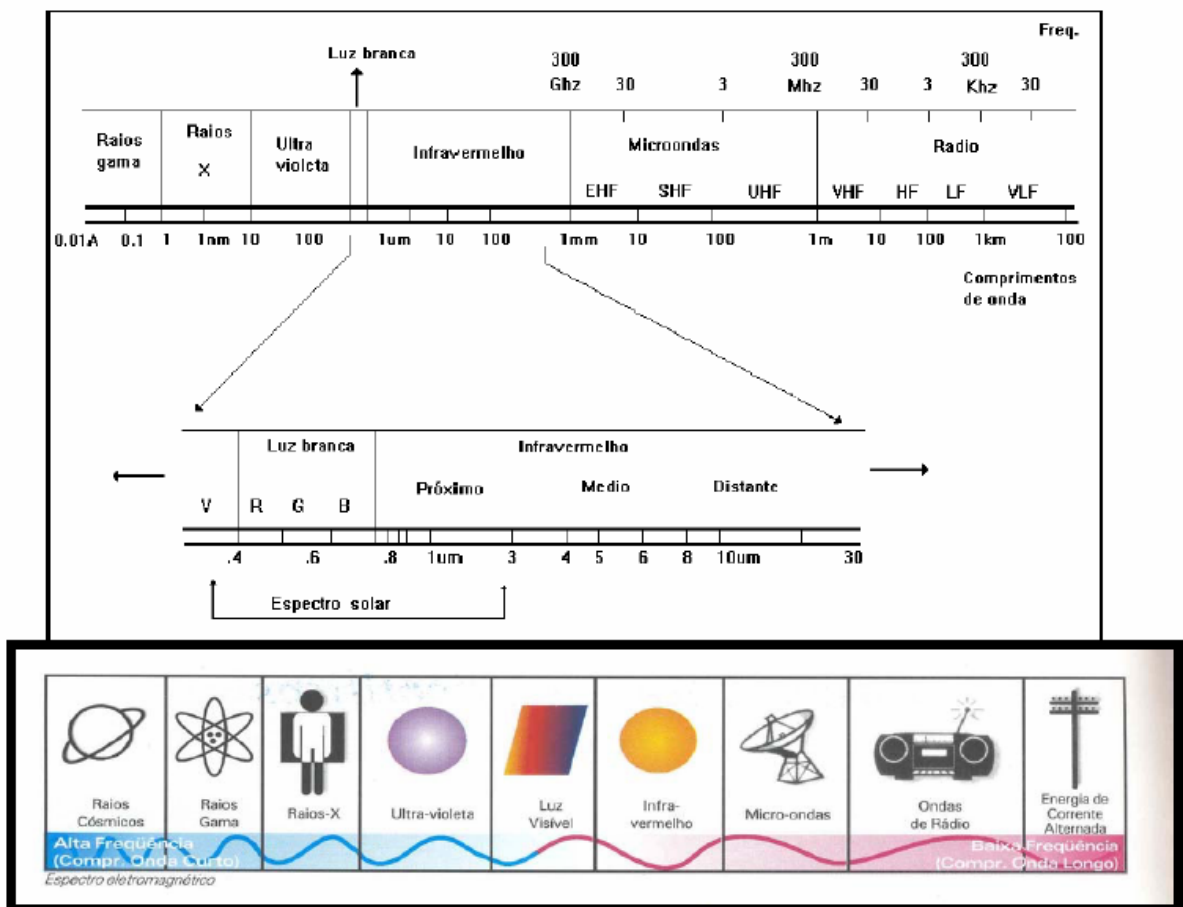 Freq.
Luz branca
300 300 300
Ghz 30 3 Mhz 30 3 Khz 30
Raios gama
Raios X
Ultra violeta
Infravermelho
Microondas
Radio
EHF SHF UHF VHF HF LF VLF
0.01A 0.1 1 1nm 10 100 1um 10 100 1mm 10 100 1m 10 100 1km 100
Comprimentos
de onda
Luz branca Infravermelho
Próximo Medio Distante
V R G B
.4 .6 .8 1um 3 4 5 6 8 10um 30
Espectro solar
Raios
Cósmicos
Raios
Gama
Raios-X
Ultra-violeta
Luz
Visível
Infra-
vermelho
Micro-ondas
Ondas
de Rádio
Energia de
Corrente
Alternada
Alta Freqüência
(Compr. Onda Curto)
Baixa Freqüência
(Compr. Onda Longo)
Espectro eletromagnético